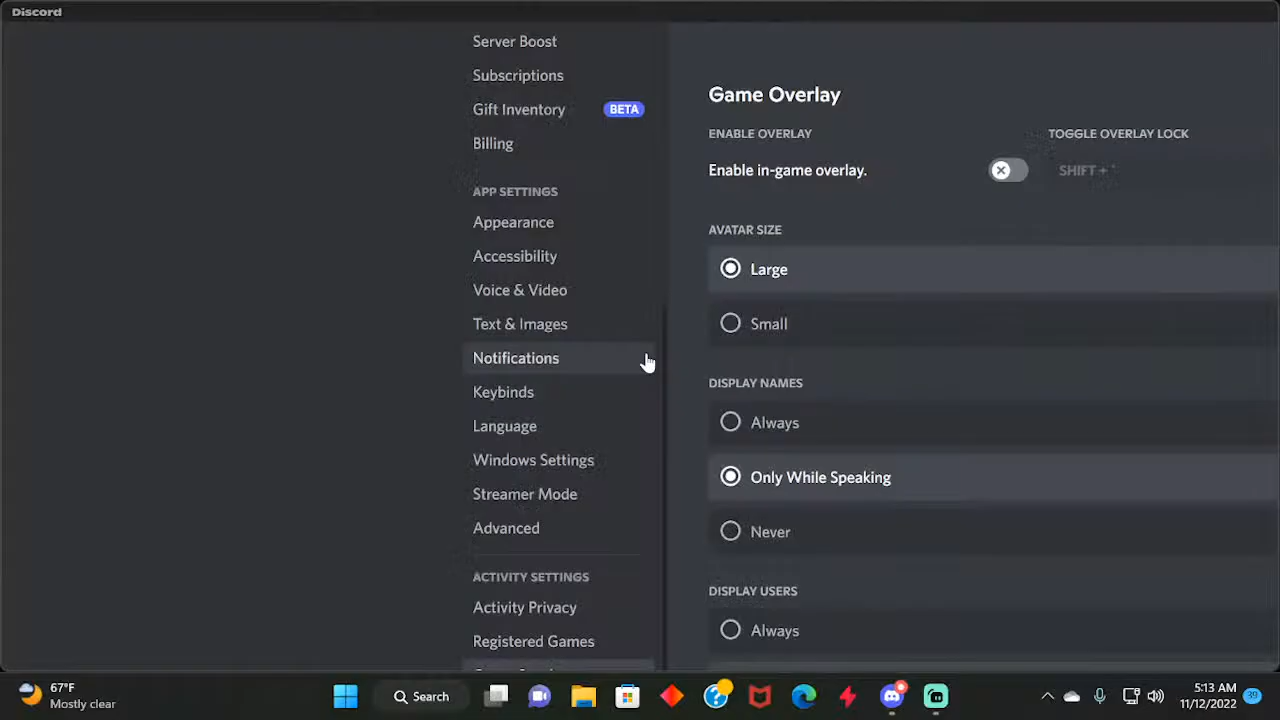 Discord
Server Boost
Subscriptions
Gift Inventory BETA
Billing
APP SETTINGS
Appearance
Accessibility
Voice & Video
Text & Images
Notifications
Keybinds
Language
Windows Settings
Streamer Mode
Advanced
ACTIVITY SETTINGS
Activity Privacy
Registered Games
Game Overlay
ENABLE OVERLAY TOGGLE OVERLAY LOCK
Enable in-game overlay. SHIFT + `
AVATAR SIZE
Large
Small
DISPLAY NAMES
Always
Only While Speaking
Never
DISPLAY USERS
Always
67°F
Mostly clear
Search
5:13 AM
11/12/2022
39